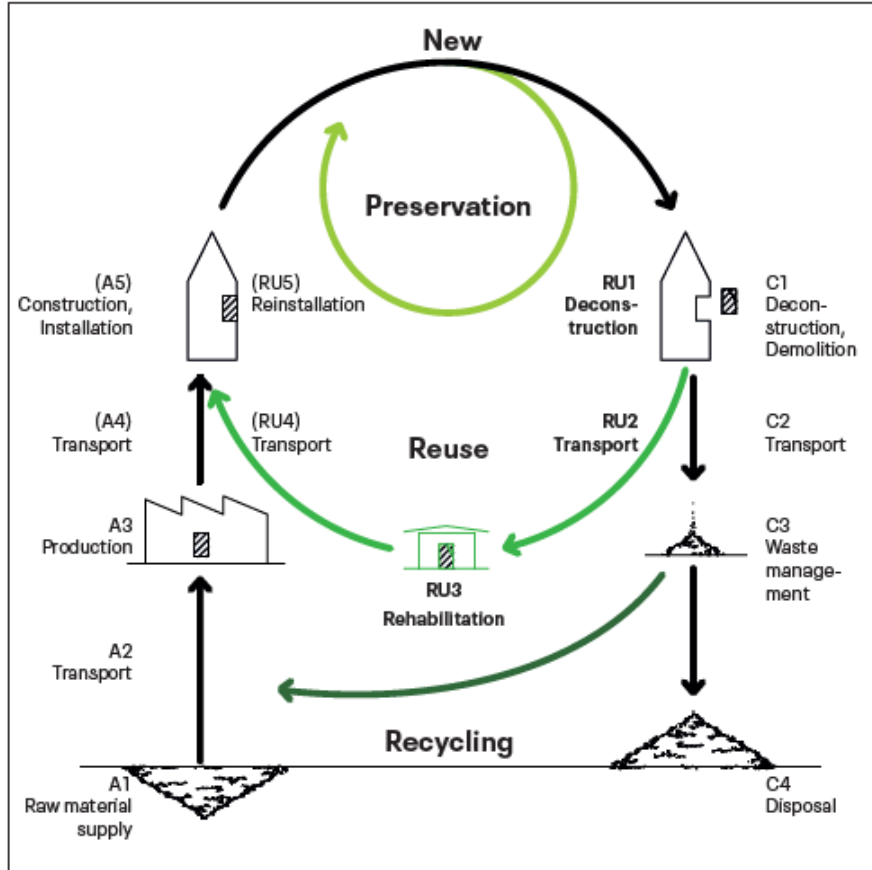 New
Preservation
(A5)
Construction,
Installation
(RU5)
Reinstallation
RU1
Decons-
truction
C1
Decon-
struction,
Demolition
(A4)
Transport
(RU4)
Transport
Reuse
RU2
Transport
C2
Transport
A3
Production
RU3
Rehabilitation
C3
Waste
manage-
ment
A2
Transport
Recycling
A1
Raw material
supply
C4
Disposal